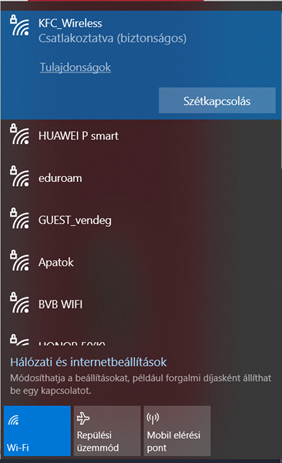 KFC_Wireless
Csatlakoztatva (biztonságos)
Tulajdonságok
Szétkapcsolás
HUAWEI P smart
eduroam
GUEST_vendeg
Apatok
BVB WIFI
Hálózati és internetbeállítások
Módosíthatja a beállításokat, például forgalmi díjasként állíthat
be egy kapcsolatot.
Wi-Fi
Repülési
üzemmód
Mobil elérési
pont